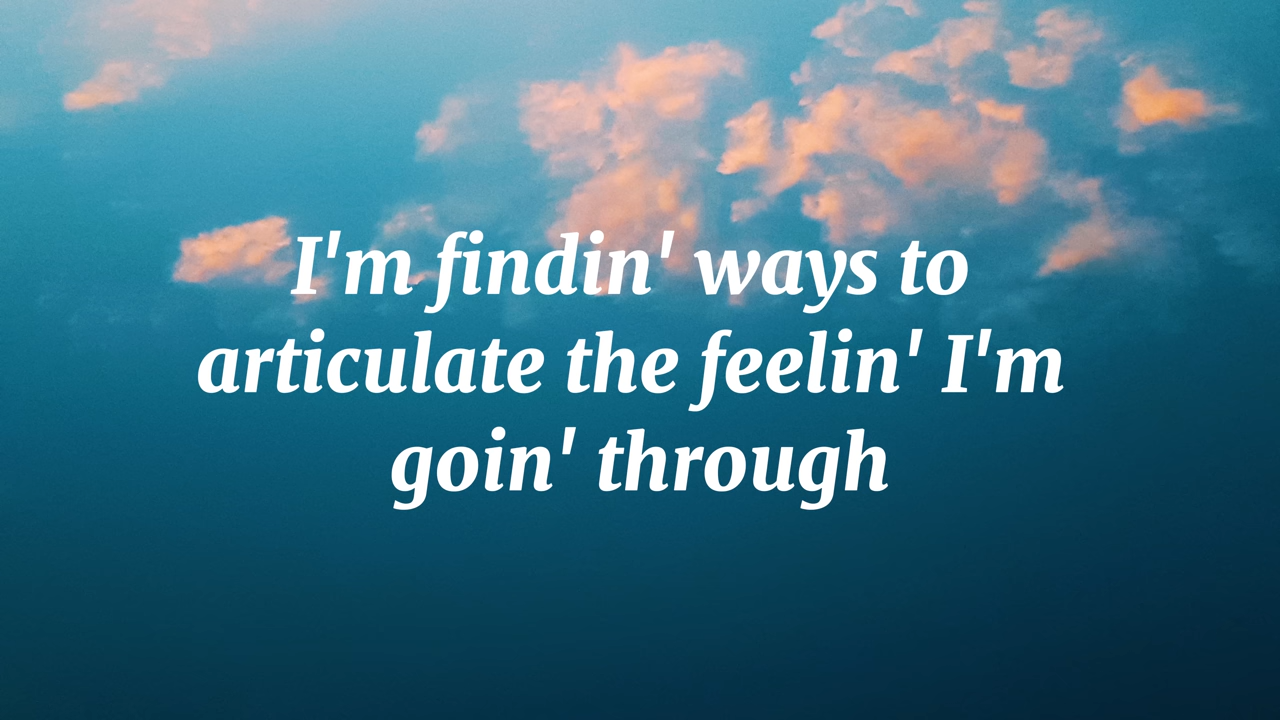 I'm findin' ways to
articulate the feelin' I'm
goin' through